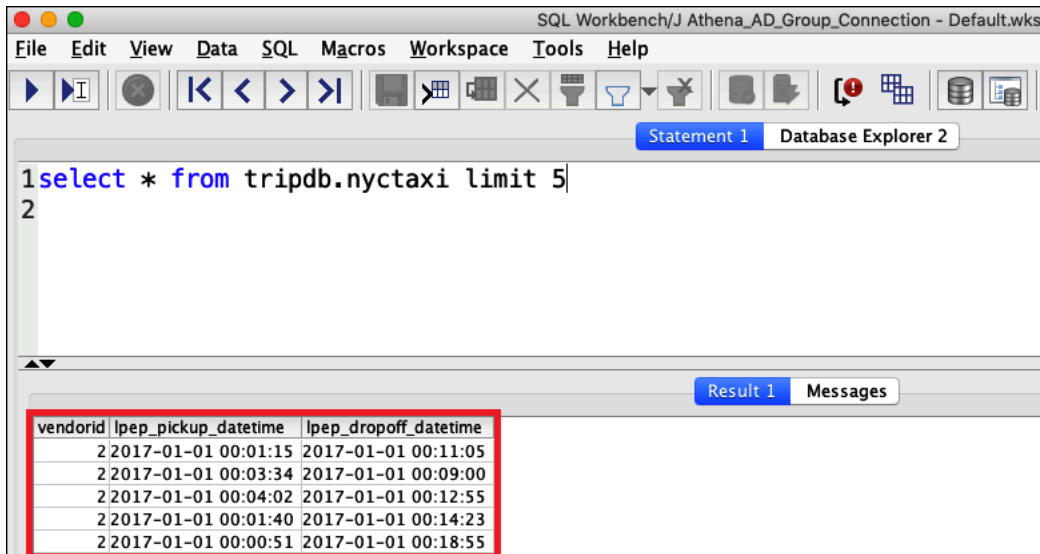 SQL Workbench/J Athena_AD_Group_Connection - Default.wks
File Edit View Data SQL Macros Workspace Tools Help
Statement 1 Database Explorer 2
1 select * from tripdb.nyctaxi limit 5
2
Result 1 Messages
vendorid lpep_pickup_datetime lpep_dropoff_datetime
2 2017-01-01 00:01:15 2017-01-01 00:11:05
2 2017-01-01 00:03:34 2017-01-01 00:09:00
2 2017-01-01 00:04:02 2017-01-01 00:12:55
2 2017-01-01 00:01:40 2017-01-01 00:14:23
2 2017-01-01 00:00:51 2017-01-01 00:18:55